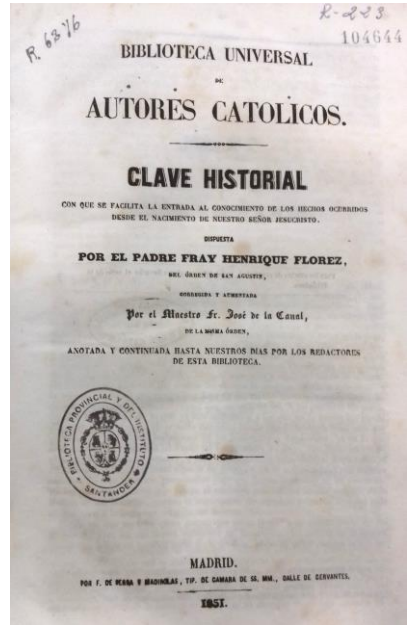 R-223
104644
R. 6376
BIBLIOTECA UNIVERSAL
DE
AUTORES CATOLICOS.
CLAVE HISTORIAL
CON QUE SE FACILITA LA ENTRADA AL CONOCIMIENTO DE LOS HECHOS OCURRIDOS
DESDE EL NACIMIENTO DE NUESTRO SEÑOR JESUCRISTO.
DISPUESTA
POR EL PADRE FRAY HENRIQUE FLOREZ,
DEL ÓRDEN DE SAN AGUSTIN,
CORREGIDA Y AUMENTADA
Por el Maestro Fr. José de la Canal,
DE LA MISMA ÓRDEN,
ANOTADA Y CONTINUADA HASTA NUESTROS DIAS POR LOS REDACTORES
DE ESTA BIBLIOTECA.
BIBLIOTECA PROVINCIAL Y DEL INSTITUTO
SANTANDER
MADRID.
POR F. DE Y MADIROLAS, TIP. DE CAMARA DE SS. MM., CALLE DE CERVANTES.
1851.